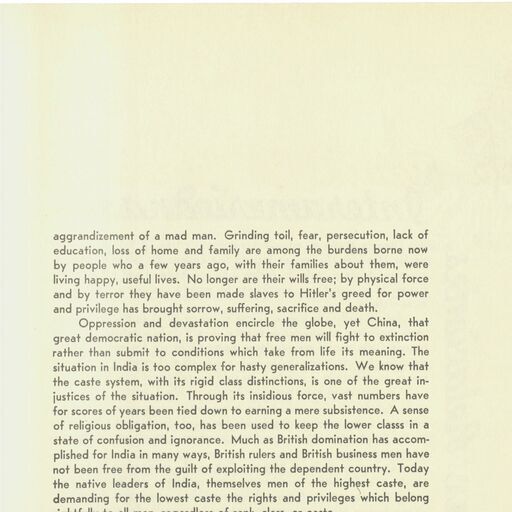 aggrandizement of a mad man. Grinding toil, fear, persecution, lack of
education, loss of home and family are among the burdens borne now
by people who a few years ago, with their families about them, were
living happy, useful lives. No longer are their wills free; by physical force
and by terror they have been made slaves to Hitler's greed for power
and privilege has brought sorrow, suffering, sacrifice and death.
Oppression and devastation encircle the globe, yet China, that
great democratic nation, is proving that free men will fight to extinction
rather than submit to conditions which take from life its meaning. The
situation in India is too complex for hasty generalizations. We know that
the caste system, with its rigid class distinctions, is one of the great in-
justices of the situation. Through its insidious force, vast numbers have
for scores of years been tied down to earning a mere subsistence. A sense
of religious obligation, too, has been used to keep the lower classs in a
state of confusion and ignorance. Much as British domination has accom-
plished for India in many ways, British rulers and British business men have
not been free from the guilt of exploiting the dependent country. Today
the native leaders of India, themselves men of the highest caste, are
demanding for the lowest caste the rights and privileges which belong